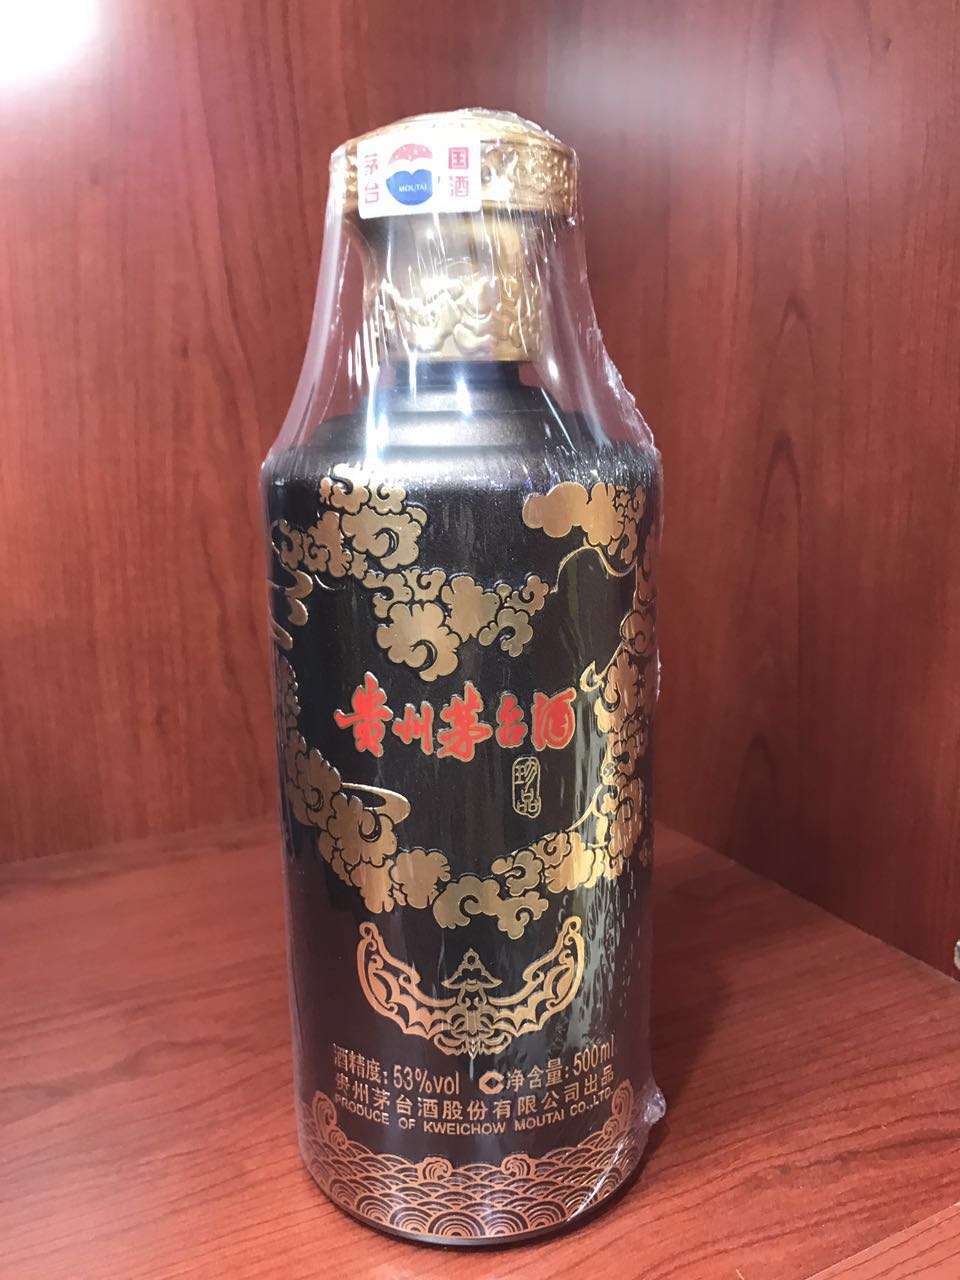 茅台
MOUTAI
国酒
贵州茅台酒
珍品
酒精度:53%vol 净含量:500ml
贵州茅台酒股份有限公司出品
PRODUCE OF KWEICHOW MOUTAI CO.,LTD.